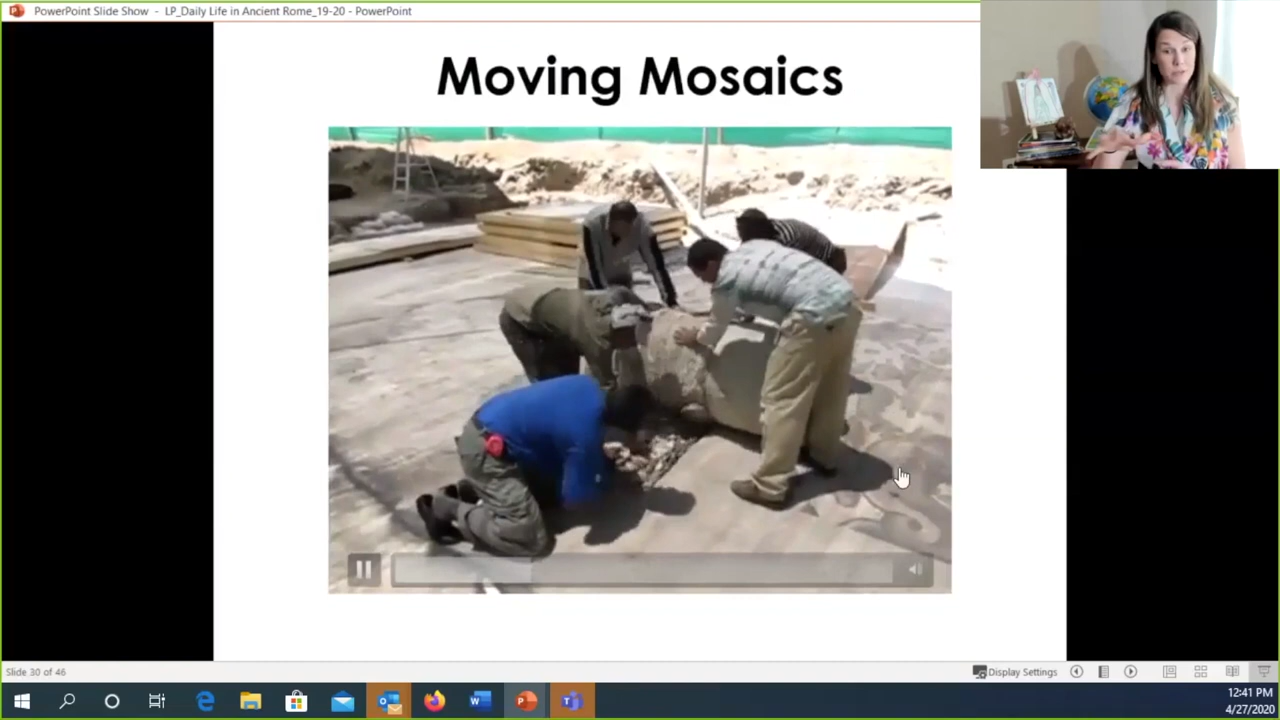 PowerPoint Slide Show - LP_Daily Life in Ancient Rome_19-20 - PowerPoint
Moving Mosaics
Slide 30 of 46
Display Settings
12:41 PM
4/27/2020